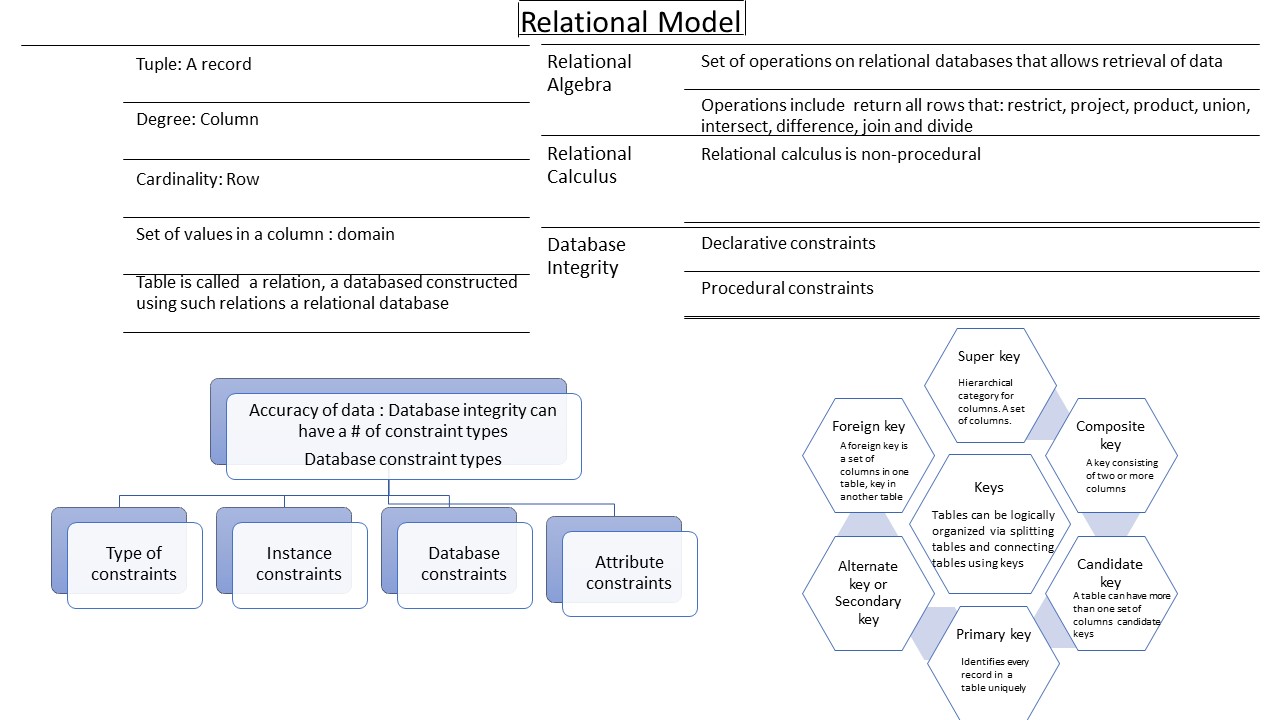 Relational Model
Tuple: A record
Degree: Column
Cardinality: Row
Set of values in a column : domain
Table is called a relation, a databased constructed
using such relations a relational database
Relational
Algebra
Set of operations on relational databases that allows retrieval of data
Operations include return all rows that: restrict, project, product, union,
intersect, difference, join and divide
Relational
Calculus
Relational calculus is non-procedural
Database
Integrity
Declarative constraints
Procedural constraints
Accuracy of data : Database integrity can
have a # of constraint types
Database constraint types
Type of
constraints
Instance
constraints
Database
constraints
Attribute
constraints
Super key
Hierarchical
category for
columns. A set
of columns.
Composite
key
A key consisting
of two or more
columns
Candidate
key
A table can have more
than one set of
columns candidate
keys
Primary key
Identifies every
record in a
table uniquely
Alternate
key or
Secondary
key
Foreign key
A foreign key is
a set of
columns in one
table, key in
another table
Keys
Tables can be logically
organized via splitting
tables and connecting
tables using keys